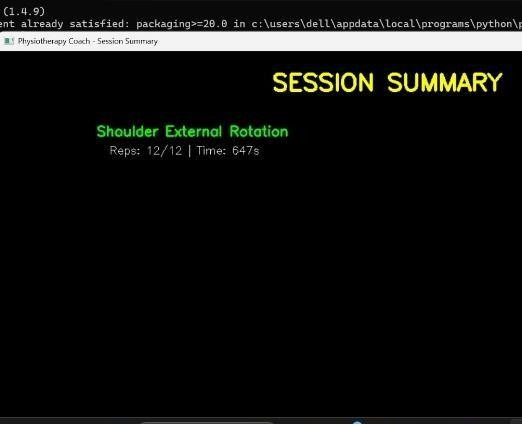 (1.4.9)
ent already satisfied: packaging>=20.0 in c:\users\dell\appdata\local\programs\python\p
Physiotherapy Coach - Session Summary
SESSION SUMMARY
Shoulder External Rotation
Reps: 12/12 | Time: 647s